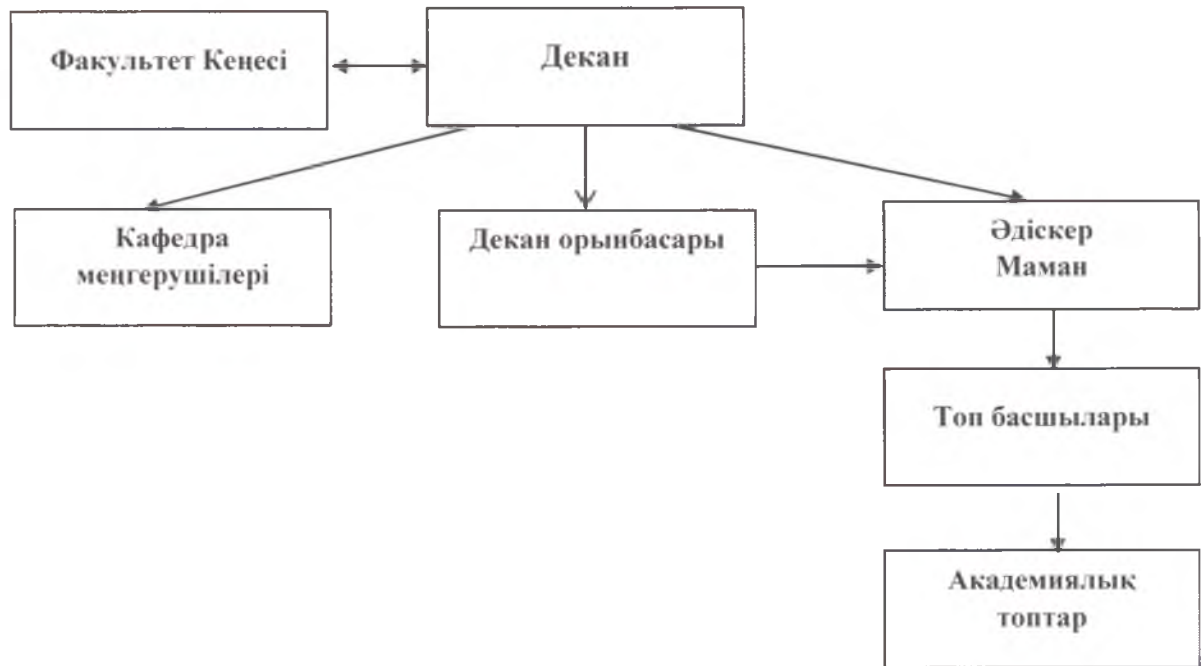 Факультет Кеңесі
Декан
Кафедра
меңгерушілері
Декан орынбасары
Әдіскер
Маман
Топ басшылары
Академиялық
топтар